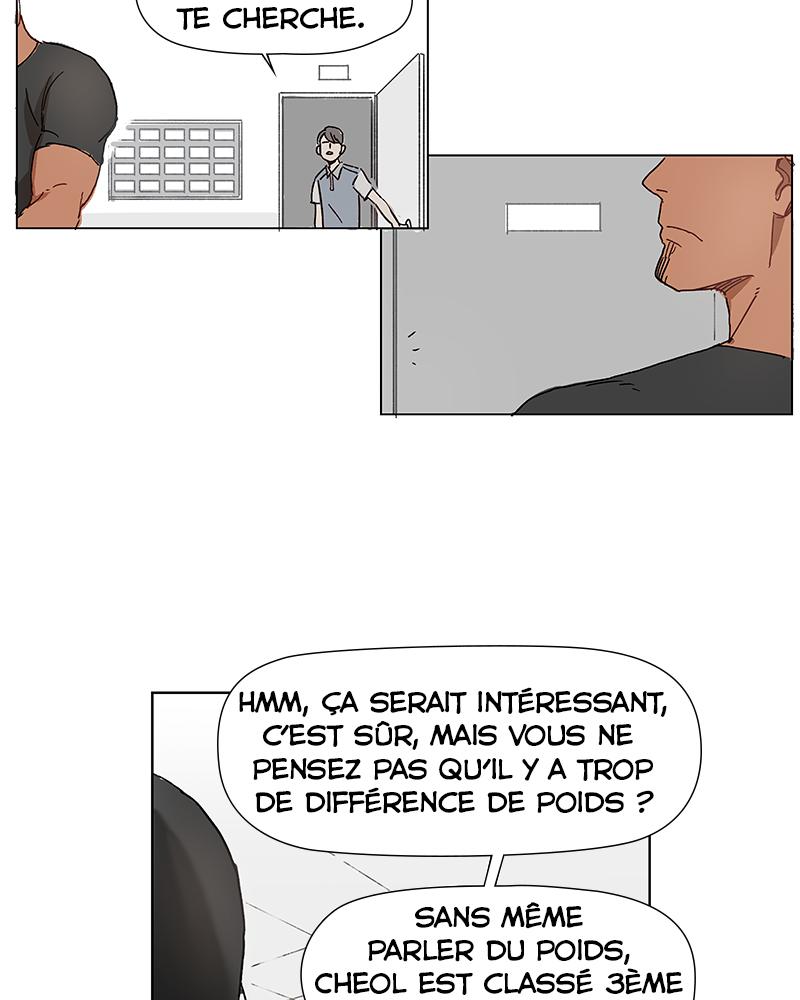 TE CHERCHE.
HMM, ÇA SERAIT INTÉRESSANT,
C'EST SÛR, MAIS VOUS NE
PENSEZ PAS QU'IL Y A TROP
DE DIFFÉRENCE DE POIDS ?
SANS MÊME
PARLER DU POIDS,
CHEOL EST CLASSÉ 3ÈME